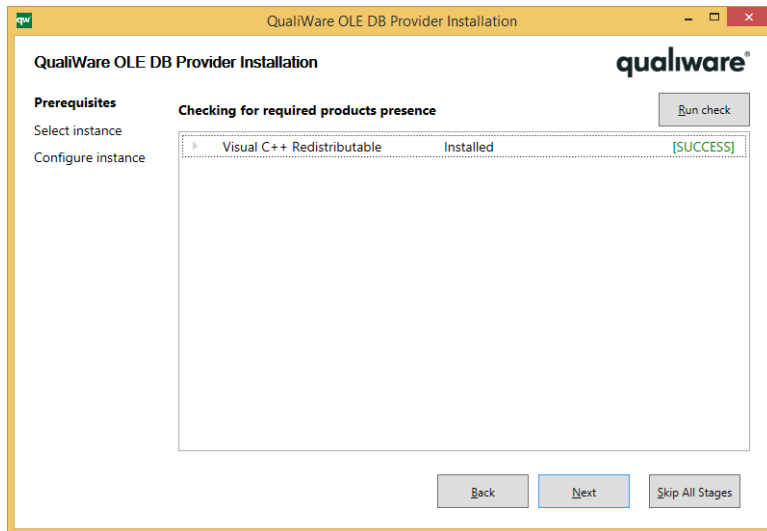 qw QualiWare OLE DB Provider Installation
QualiWare OLE DB Provider Installation
qualiware®
Prerequisites
Select instance
Configure instance
Checking for required products presence
Run check
Visual C++ Redistributable Installed [SUCCESS]
Back Next Skip All Stages